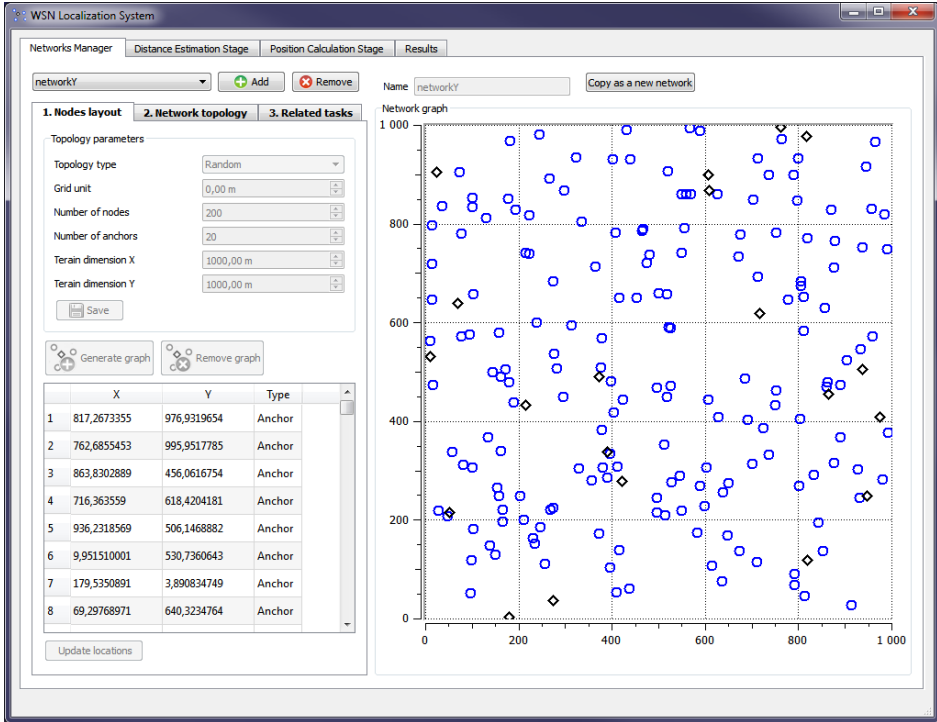 WSN Localization System
Networks Manager Distance Estimation Stage Position Calculation Stage Results
networkY Add Remove Name networkY Copy as a new network
1. Nodes layout 2. Network topology 3. Related tasks
Network graph
Topology parameters
Topology type Random
Grid unit 0,00 m
Number of nodes 200
Number of anchors 20
Terrain dimension X 1000,00 m
Terrain dimension Y 1000,00 m
Save
Generate graph Remove graph
X Y Type
1 817,2673355 976,9319654 Anchor
2 762,6855453 995,9517785 Anchor
3 863,8302889 456,0616754 Anchor
4 716,363559 618,4204181 Anchor
5 936,2318569 506,1468882 Anchor
6 9,951510001 530,7360643 Anchor
7 179,5350891 3,890834749 Anchor
8 69,29768971 640,3234764 Anchor
Update locations
1 000
800
600
400
200
0
0 200 400 600 800 1 000